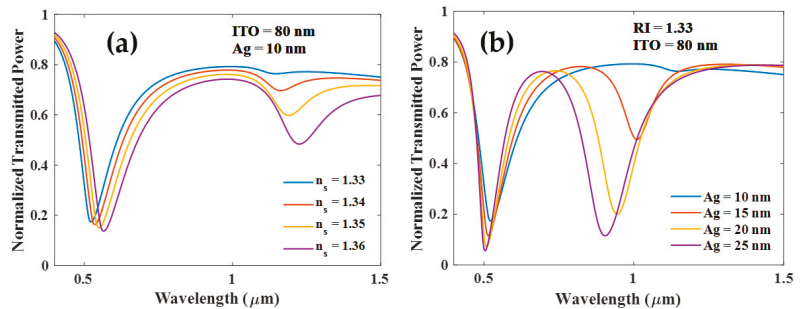 (a)
ITO = 80 nm
Ag = 10 nm
Normalized Transmitted Power
1
0.8
0.6
0.4
0.2
0
n_s = 1.33
n_s = 1.34
n_s = 1.35
n_s = 1.36
0.5
1
1.5
Wavelength (μm)
(b)
RI = 1.33
ITO = 80 nm
Normalized Transmitted Power
1
0.8
0.6
0.4
0.2
0
Ag = 10 nm
Ag = 15 nm
Ag = 20 nm
Ag = 25 nm
0.5
1
1.5
Wavelength (μm)